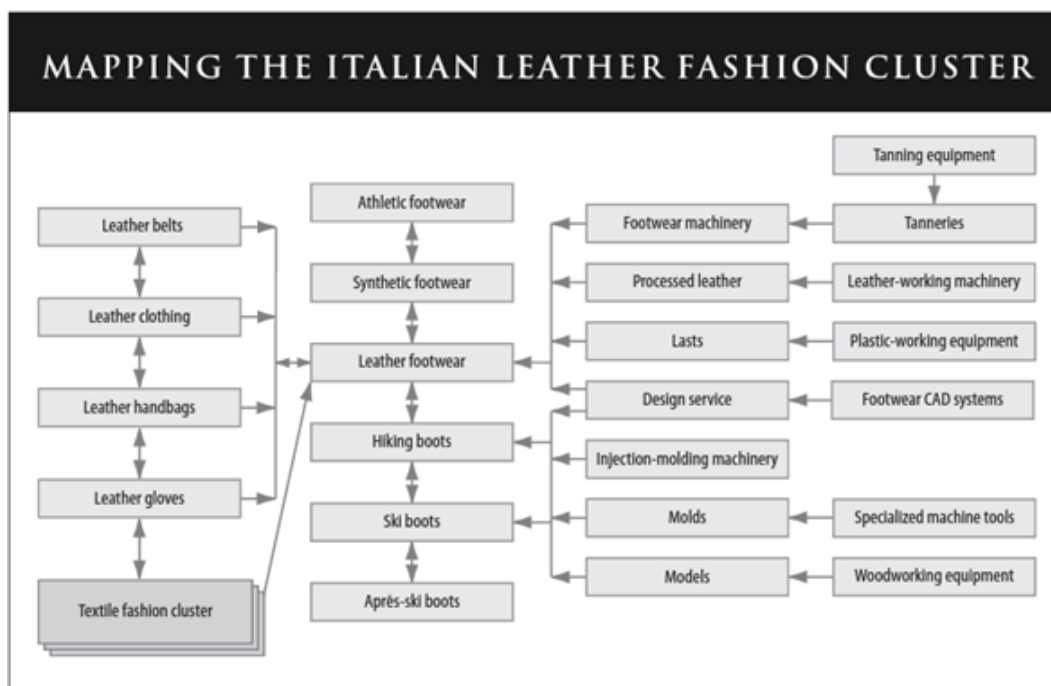 MAPPING THE ITALIAN LEATHER FASHION CLUSTER
Leather belts
Leather clothing
Leather handbags
Leather gloves
Textile fashion cluster
Athletic footwear
Synthetic footwear
Leather footwear
Hiking boots
Ski boots
Après-ski boots
Footwear machinery
Processed leather
Lasts
Design service
Injection-molding machinery
Molds
Models
Tanning equipment
Tanneries
Leather-working machinery
Plastic-working equipment
Footwear CAD systems
Specialized machine tools
Woodworking equipment